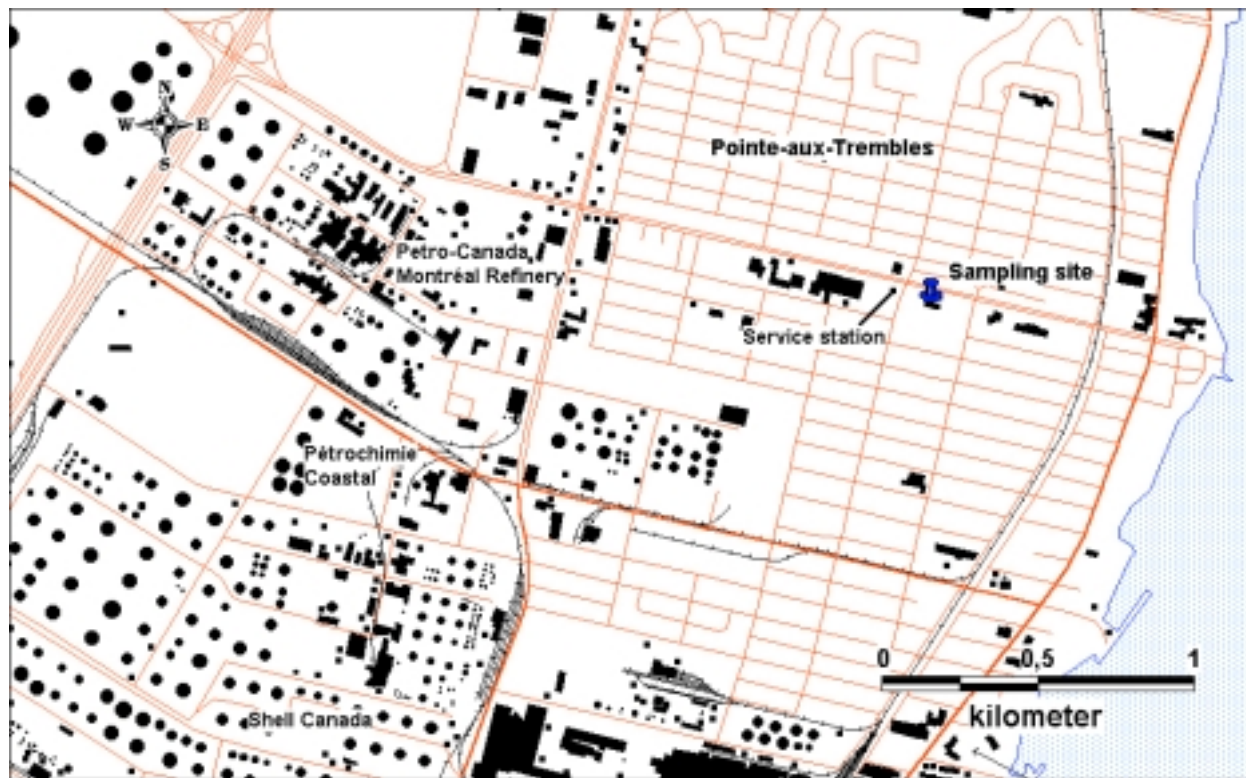 N
W E
S
Pointe-aux-Trembles
Petro-Canada
Montréal Refinery
Sampling site
Service station
Pétrochimie
Coastal
0 0,5 1
kilometer
Shell Canada